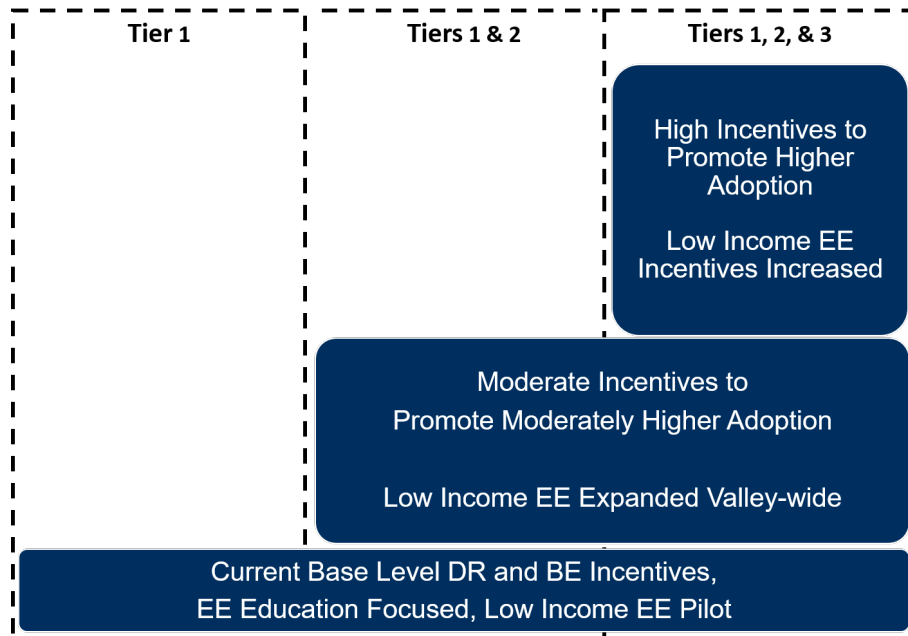 Tier 1
Tiers 1 & 2
Tiers 1, 2, & 3
High Incentives to
Promote Higher
Adoption
Low Income EE
Incentives Increased
Moderate Incentives to
Promote Moderately Higher Adoption
Low Income EE Expanded Valley-wide
Current Base Level DR and BE Incentives,
EE Education Focused, Low Income EE Pilot